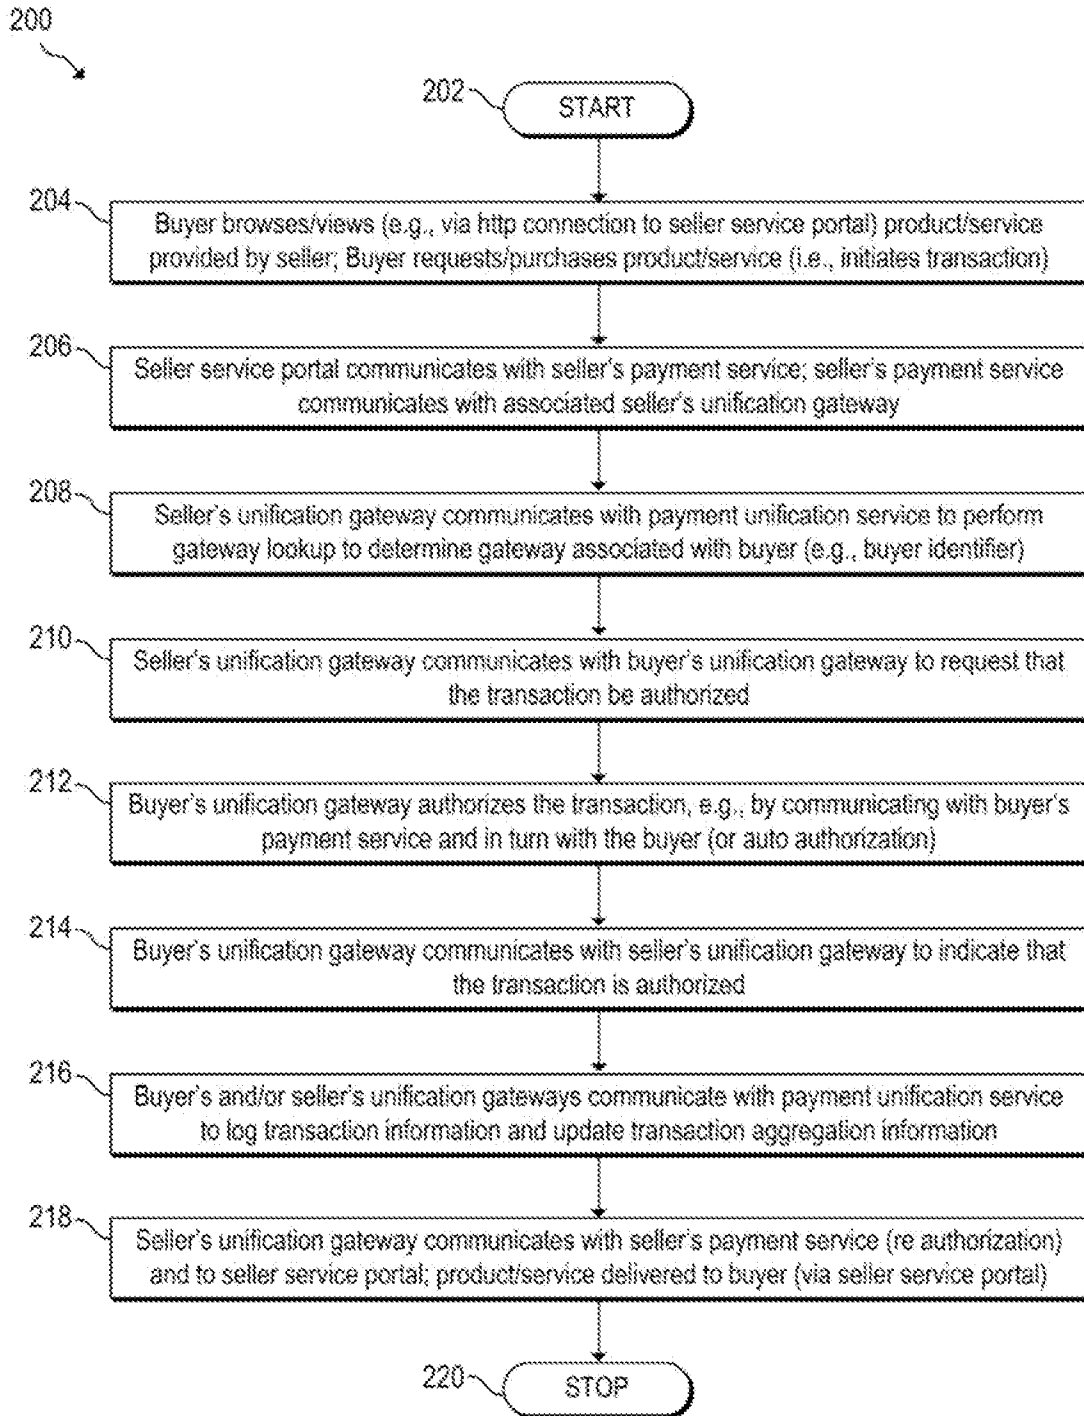 200
202
START
204
Buyer browses/views (e.g., via http connection to seller service portal) product/service
provided by seller; Buyer requests/purchases product/service (i.e., initiates transaction)
206
Seller service portal communicates with seller's payment service; seller's payment service
communicates with associated seller's unification gateway
208
Seller's unification gateway communicates with payment unification service to perform
gateway lookup to determine gateway associated with buyer (e.g., buyer identifier)
210
Seller's unification gateway communicates with buyer's unification gateway to request that
the transaction be authorized
212
Buyer's unification gateway authorizes the transaction, e.g., by communicating with buyer's
payment service and in turn with the buyer (or auto authorization)
214
Buyer's unification gateway communicates with seller's unification gateway to indicate that
the transaction is authorized
216
Buyer's and/or seller's unification gateways communicate with payment unification service
to log transaction information and update transaction aggregation information
218
Seller's unification gateway communicates with seller's payment service (re authorization)
and to seller service portal; product/service delivered to buyer (via seller service portal)
220
STOP